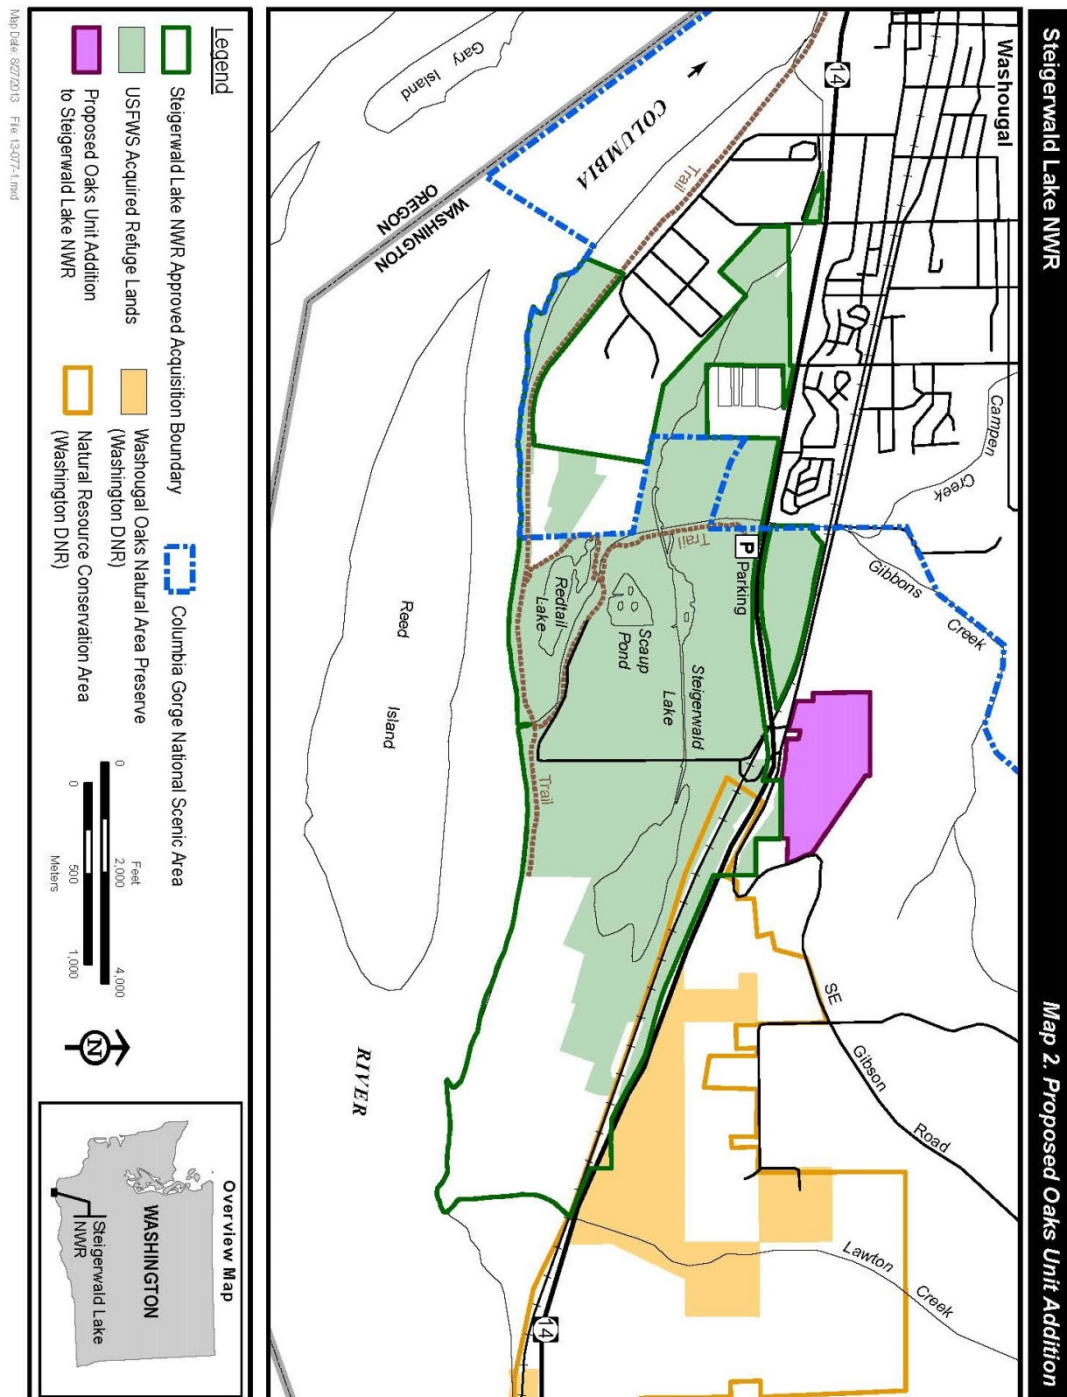 Steigerwald Lake NWR
Map 2. Proposed Oaks Unit Addition
Washougal
14
Campen
Creek
Gibbons
Creek
Trail
COLUMBIA
Gary
Island
OREGON
WASHINGTON
P
Parking
Trail
Steigerwald
Lake
Scaup
Pond
Redtail
Lake
Trail
Reed
Island
RIVER
SE
Gibson
Road
Lawton
Creek
14
Legend
Steigerwald Lake NWR Approved Acquisition Boundary
USFWS Acquired Refuge Lands
Proposed Oaks Unit Addition
to Steigerwald Lake NWR
Columbia Gorge National Scenic Area
Washougal Oaks Natural Area Preserve
(Washington DNR)
Natural Resource Conservation Area
(Washington DNR)
0 2,000 4,000
Feet
0 500 1,000
Meters
N
Overview Map
WASHINGTON
Steigerwald Lake
NWR
Map Date: 8/27/2013 File: 13-077-1.mxd